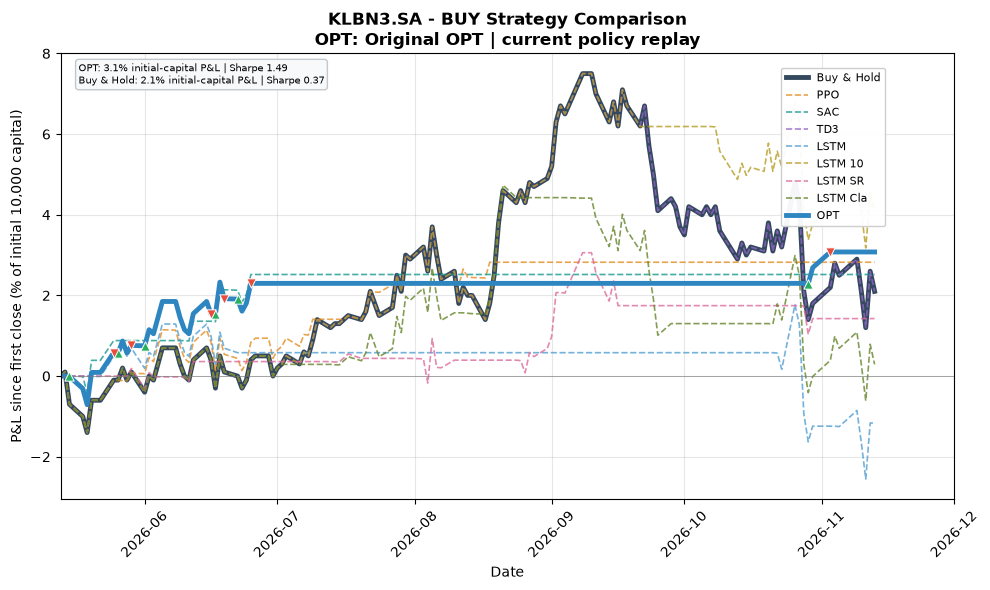 KLBN3.SA - BUY Strategy Comparison
OPT: Original OPT | current policy replay
OPT: 3.1% initial-capital P&L | Sharpe 1.49
Buy & Hold: 2.1% initial-capital P&L | Sharpe 0.37
Buy & Hold
PPO
SAC
TD3
LSTM
LSTM 10
LSTM SR
LSTM Cla
OPT
P&L since first close (% of initial 10,000 capital)
8
6
4
2
0
−2
2026-06
2026-07
2026-08
2026-09
2026-10
2026-11
2026-12
Date